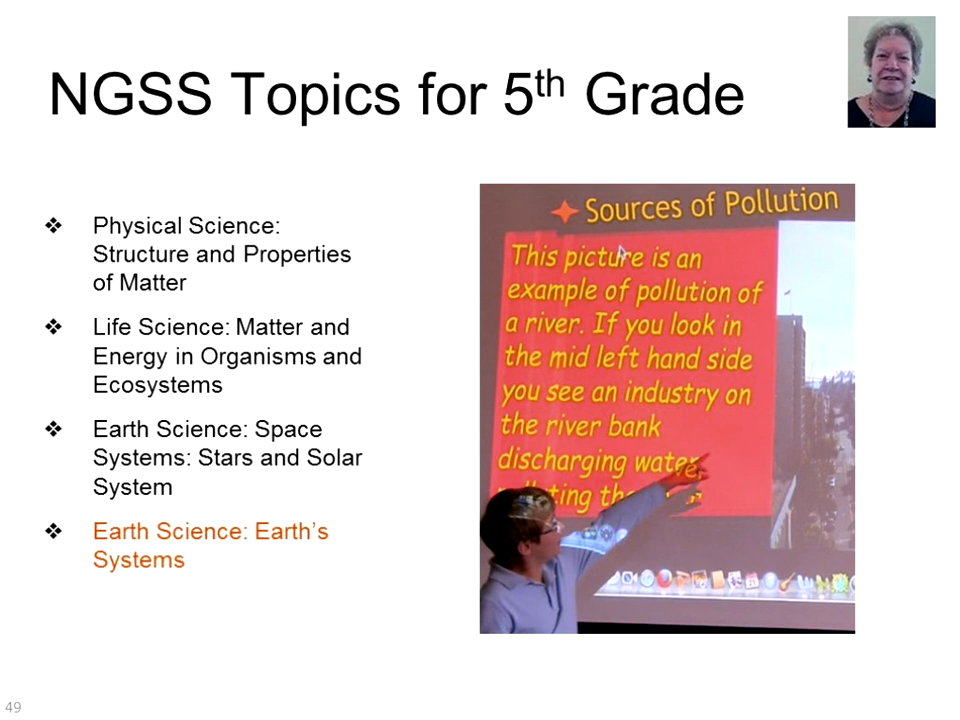 NGSS Topics for 5th Grade
❖ Physical Science:
Structure and Properties
of Matter
❖ Life Science: Matter and
Energy in Organisms and
Ecosystems
❖ Earth Science: Space
Systems: Stars and Solar
System
❖ Earth Science: Earth's
Systems
Sources of Pollution
This picture is an
example of pollution of
a river. If you look in
the mid left hand side
you see an industry on
the river bank
discharging water,
49